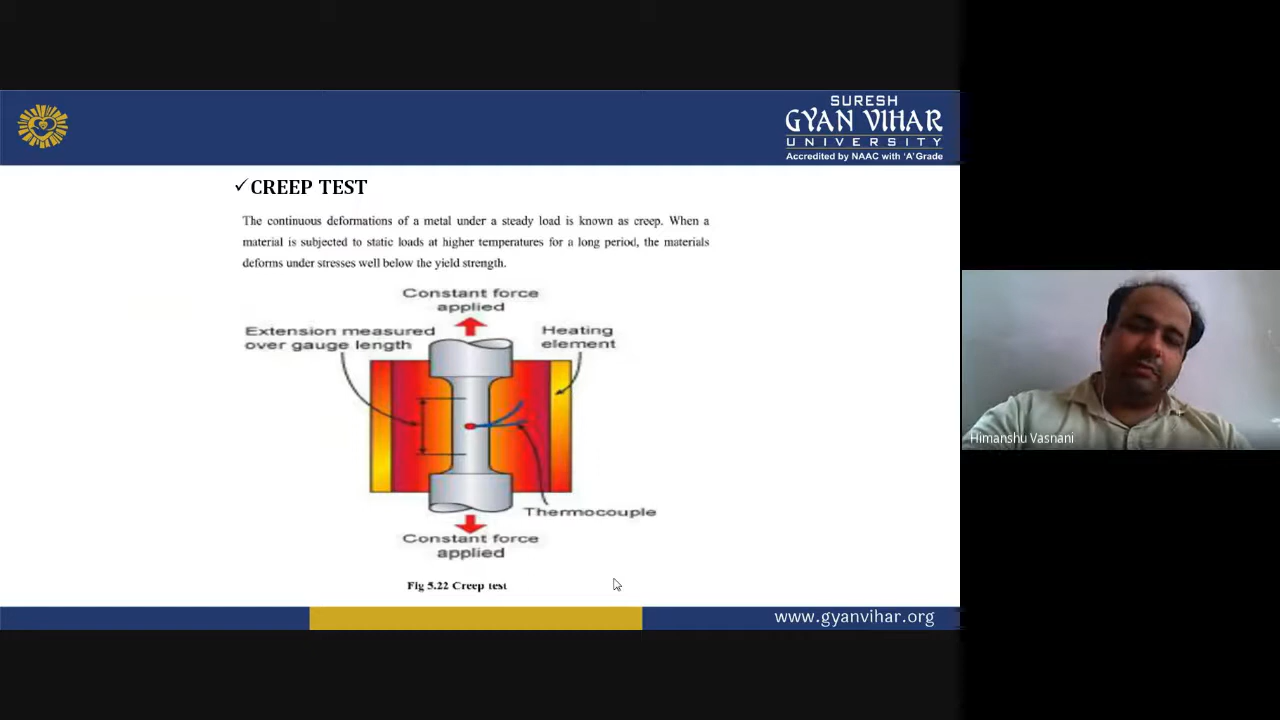 SURESH
GYAN VIHAR
UNIVERSITY
Accredited by NAAC with 'A' Grade
✓ CREEP TEST
The continuous deformations of a metal under a steady load is known as creep. When a
material is subjected to static loads at higher temperatures for a long period, the materials
deforms under stresses well below the yield strength.
Constant force
applied
Extension measured
over gauge length
Heating
element
Thermocouple
Constant force
applied
Fig 5.22 Creep test
www.gyanvihar.org
Himanshu Vasnani